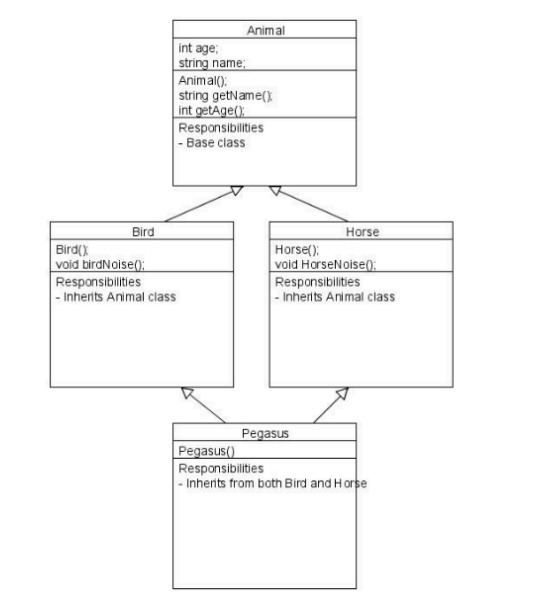 Animal
int age;
string name;
Animal();
string getName();
int getAge();
Responsibilities
- Base class
Bird
Bird();
void birdNoise();
Responsibilities
- Inherits Animal class
Horse
Horse();
void HorseNoise();
Responsibilities
- Inherits Animal class
Pegasus
Pegasus()
Responsibilities
- Inherits from both Bird and Horse